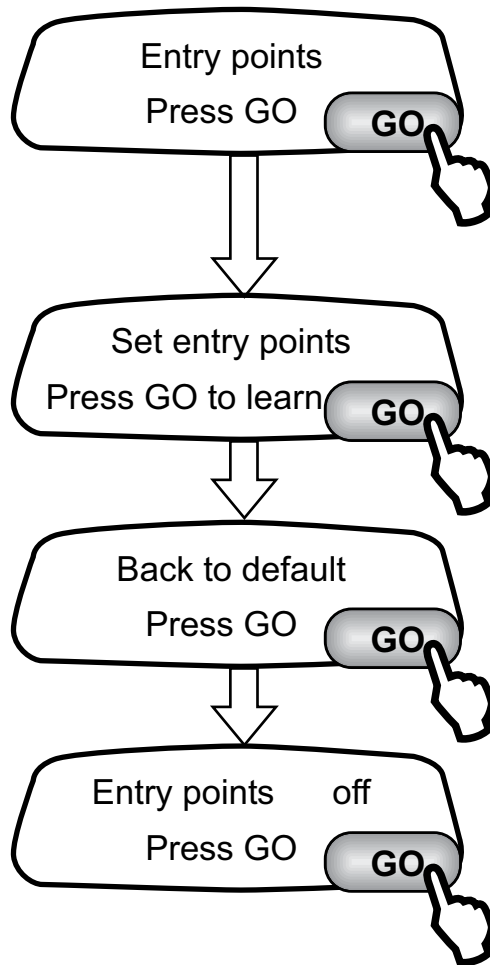 Entry points
Press GO
GO
Set entry points
Press GO to learn
GO
Back to default
Press GO
GO
Entry points off
Press GO
GO